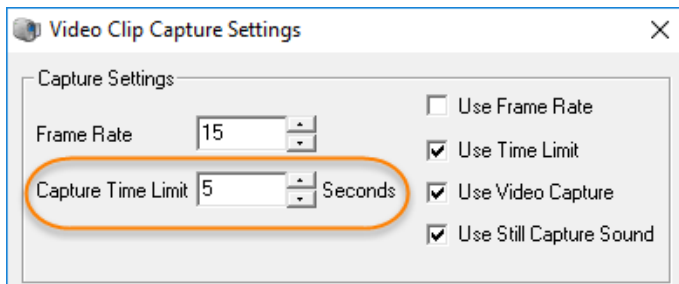 Video Clip Capture Settings
Capture Settings
Use Frame Rate
Frame Rate 15
Use Time Limit
Capture Time Limit 5 Seconds
Use Video Capture
Use Still Capture Sound